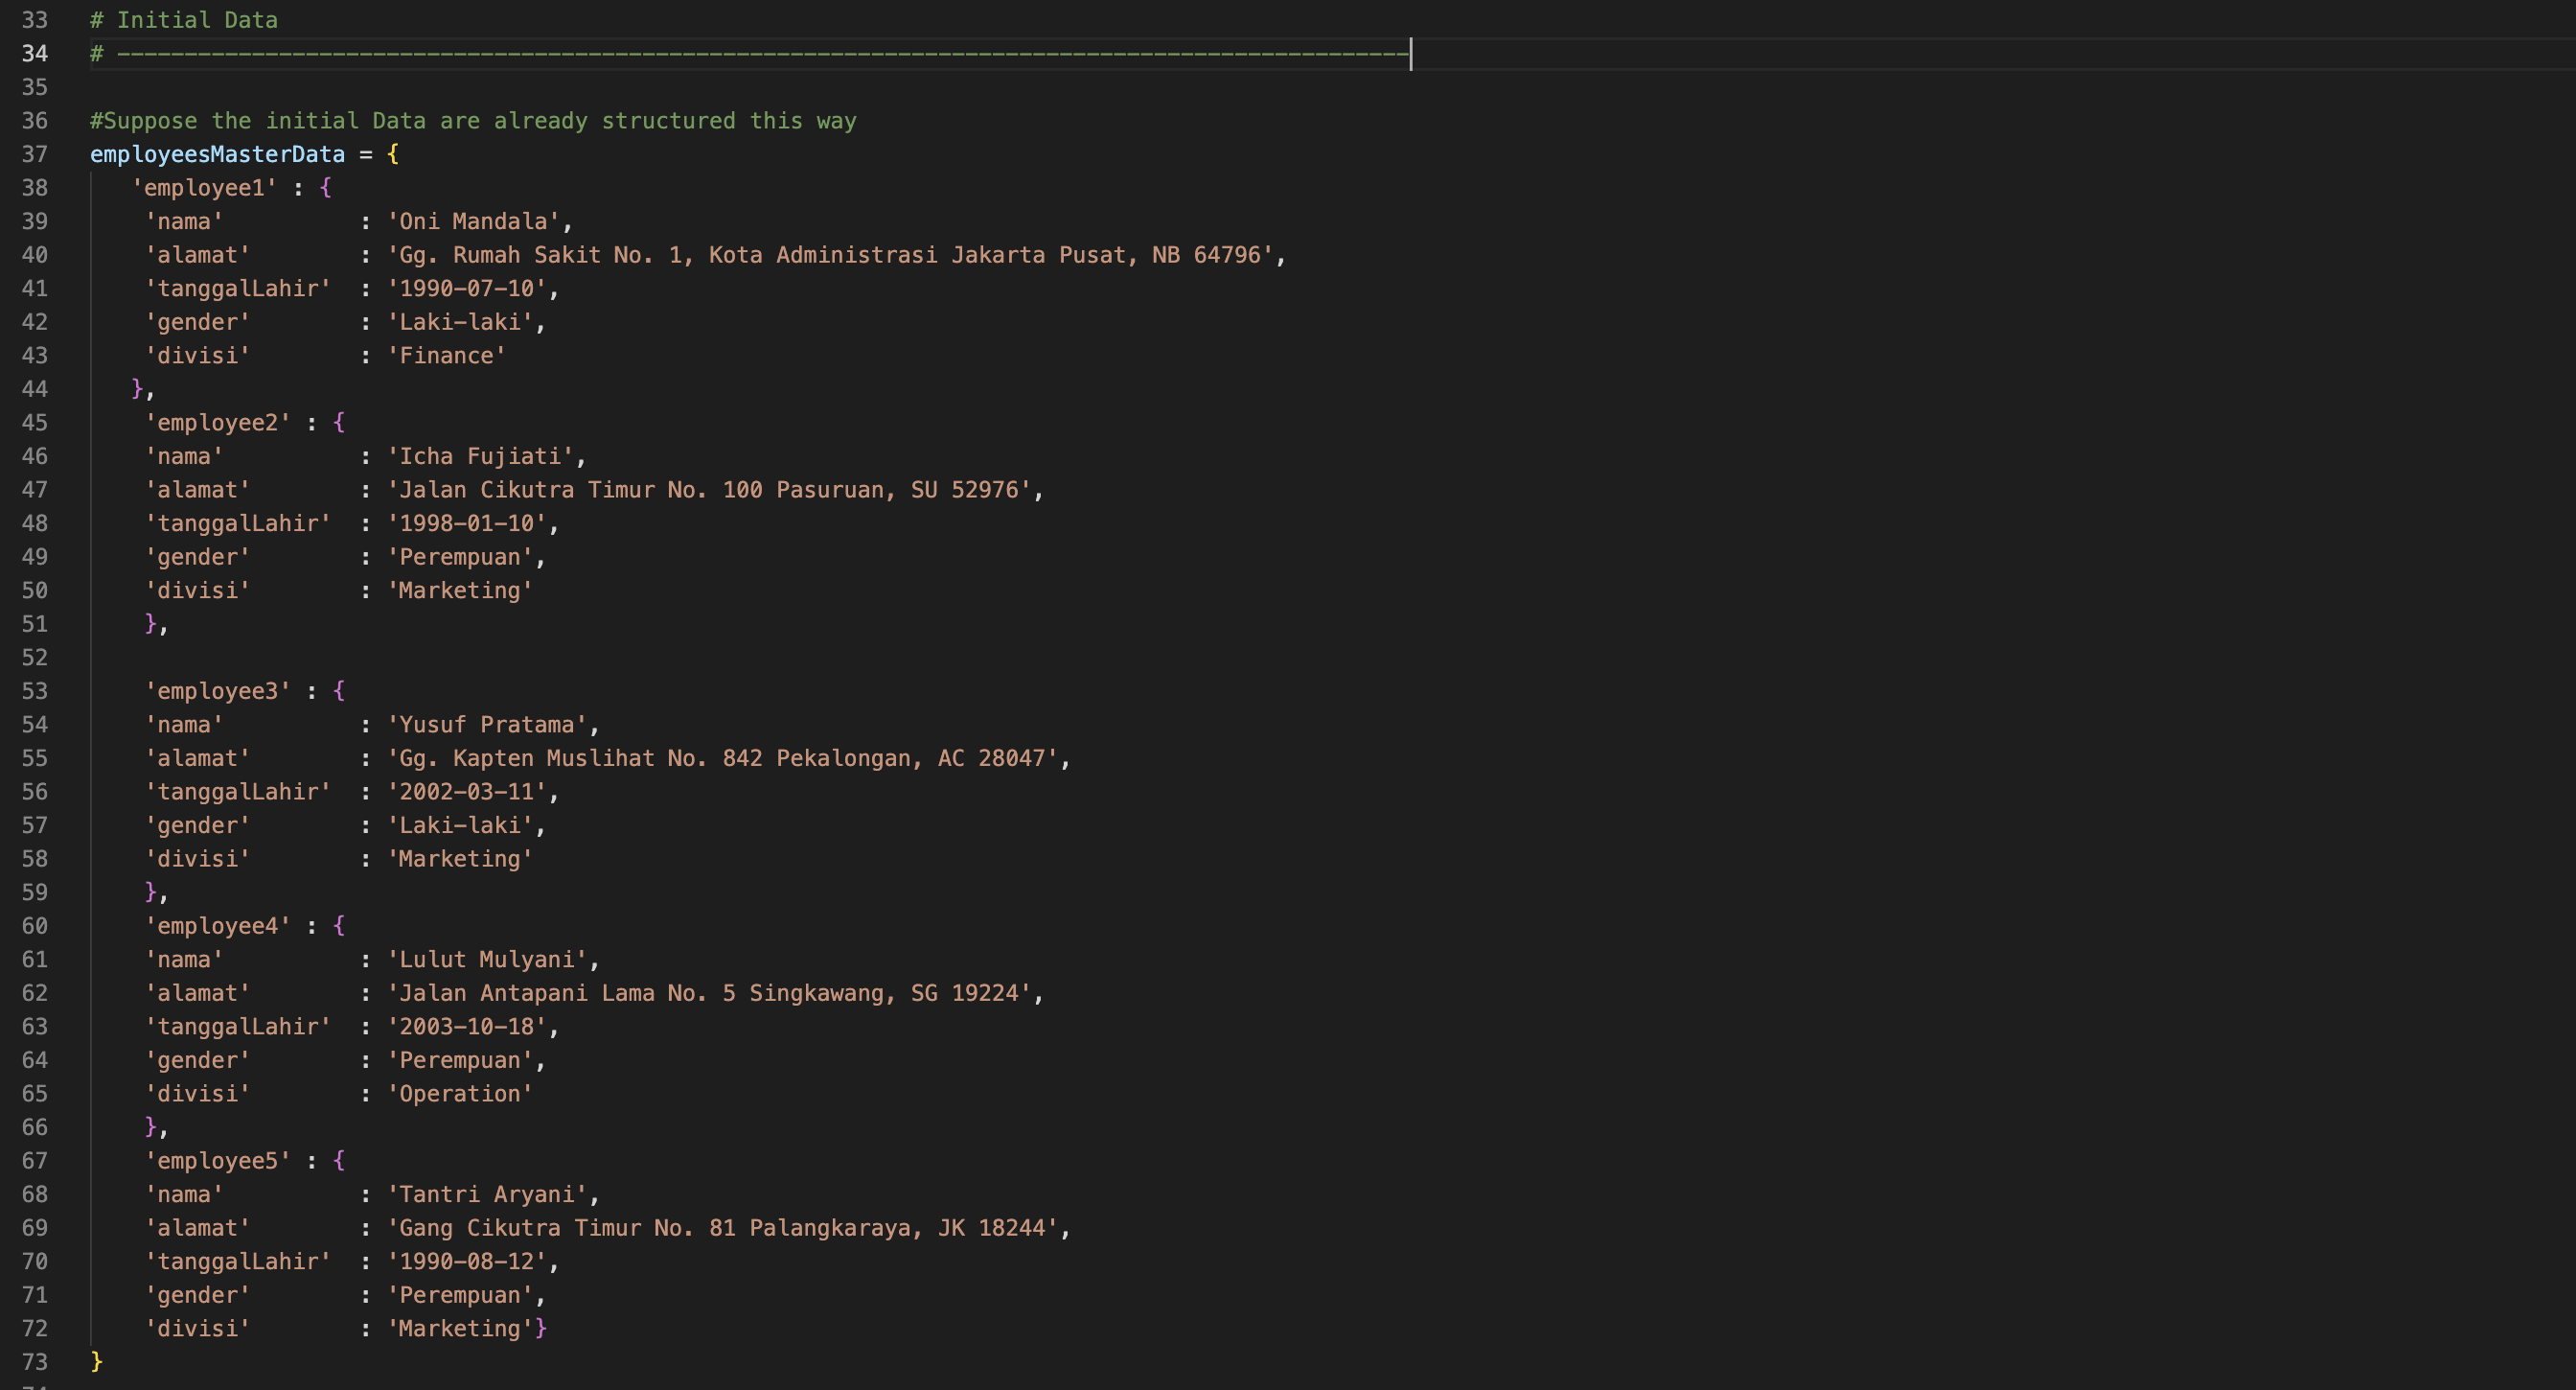 33 # Initial Data
34 # ------------------------------------------------------------------------------------------------
35
36 #Suppose the initial Data are already structured this way
37 employeesMasterData = {
38 'employee1' : {
39 'nama' : 'Oni Mandala',
40 'alamat' : 'Gg. Rumah Sakit No. 1, Kota Administrasi Jakarta Pusat, NB 64796',
41 'tanggalLahir' : '1990-07-10',
42 'gender' : 'Laki-laki',
43 'divisi' : 'Finance'
44 },
45 'employee2' : {
46 'nama' : 'Icha Fujiati',
47 'alamat' : 'Jalan Cikutra Timur No. 100 Pasuruan, SU 52976',
48 'tanggalLahir' : '1998-01-10',
49 'gender' : 'Perempuan',
50 'divisi' : 'Marketing'
51 },
52
53 'employee3' : {
54 'nama' : 'Yusuf Pratama',
55 'alamat' : 'Gg. Kapten Muslihat No. 842 Pekalongan, AC 28047',
56 'tanggalLahir' : '2002-03-11',
57 'gender' : 'Laki-laki',
58 'divisi' : 'Marketing'
59 },
60 'employee4' : {
61 'nama' : 'Lulut Mulyani',
62 'alamat' : 'Jalan Antapani Lama No. 5 Singkawang, SG 19224',
63 'tanggalLahir' : '2003-10-18',
64 'gender' : 'Perempuan',
65 'divisi' : 'Operation'
66 },
67 'employee5' : {
68 'nama' : 'Tantri Aryani',
69 'alamat' : 'Gang Cikutra Timur No. 81 Palangkaraya, JK 18244',
70 'tanggalLahir' : '1990-08-12',
71 'gender' : 'Perempuan',
72 'divisi' : 'Marketing'}
73 }